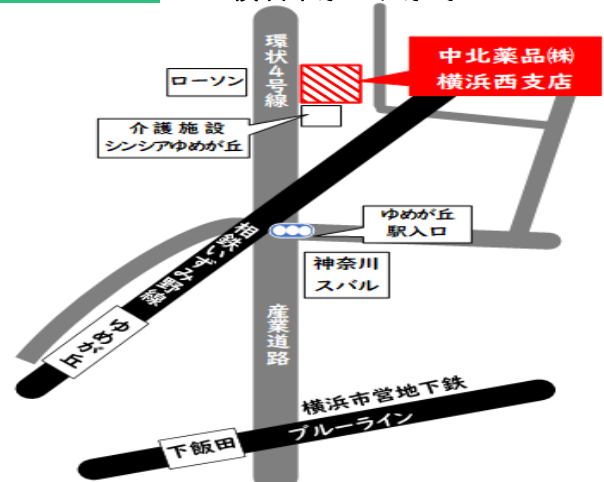 環状4号線
中北薬品㈱
横浜西支店
ローソン
介護施設
シンシアゆめが丘
ゆめが丘
駅入口
相鉄いずみ野線
神奈川
スバル
産業道路
ゆめが丘
横浜市営地下鉄
ブルーライン
下飯田